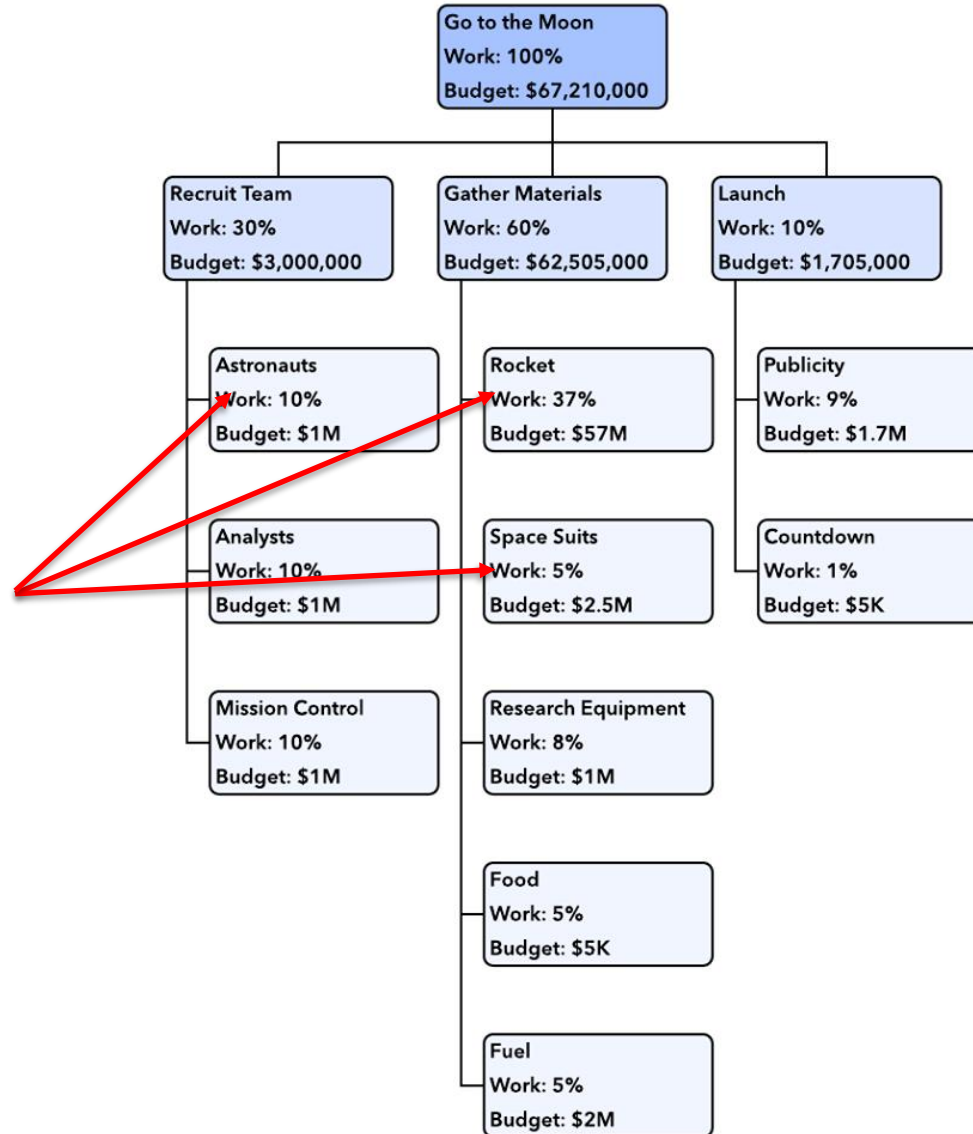 Go to the Moon
Work: 100%
Budget: $67,210,000
Recruit Team
Work: 30%
Budget: $3,000,000
Gather Materials
Work: 60%
Budget: $62,505,000
Launch
Work: 10%
Budget: $1,705,000
Astronauts
Work: 10%
Budget: $1M
Rocket
Work: 37%
Budget: $57M
Publicity
Work: 9%
Budget: $1.7M
Analysts
Work: 10%
Budget: $1M
Space Suits
Work: 5%
Budget: $2.5M
Countdown
Work: 1%
Budget: $5K
Mission Control
Work: 10%
Budget: $1M
Research Equipment
Work: 8%
Budget: $1M
Food
Work: 5%
Budget: $5K
Fuel
Work: 5%
Budget: $2M